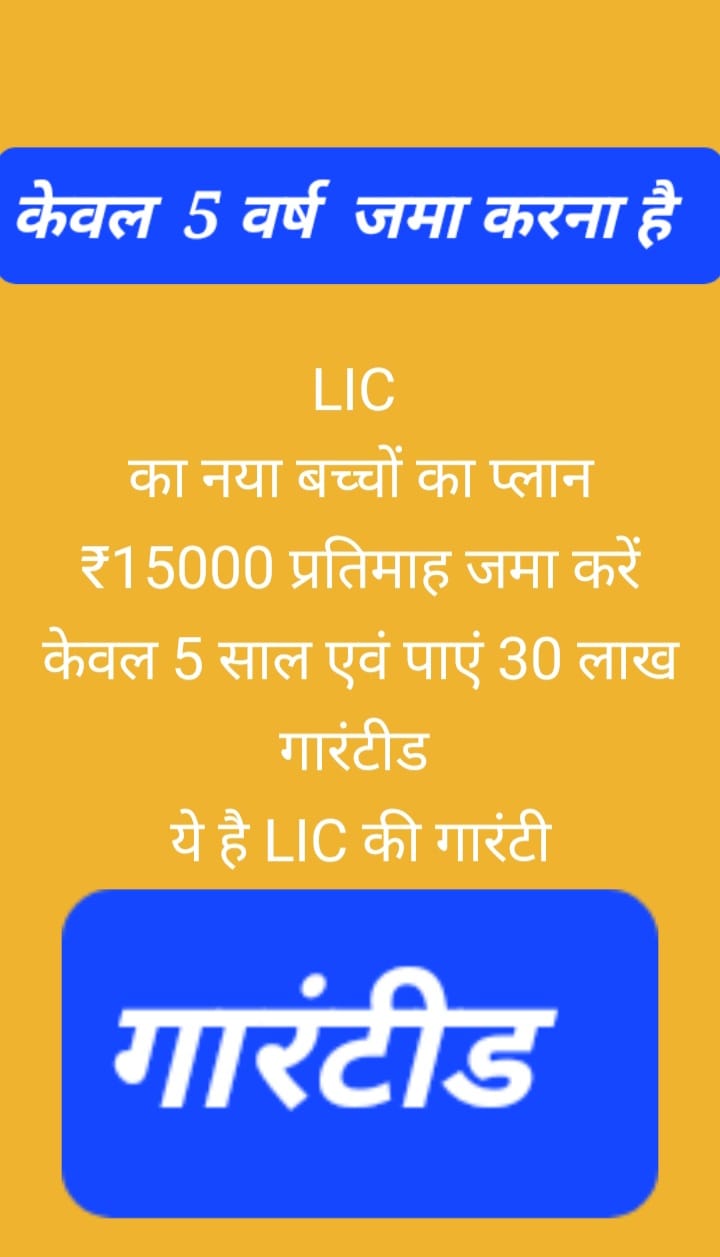 केवल 5 वर्ष जमा करना है
LIC
का नया बच्चों का प्लान
₹15000 प्रतिमाह जमा करें
केवल 5 साल एवं पाएं 30 लाख
गारंटीड
ये है LIC की गारंटी
गारंटीड